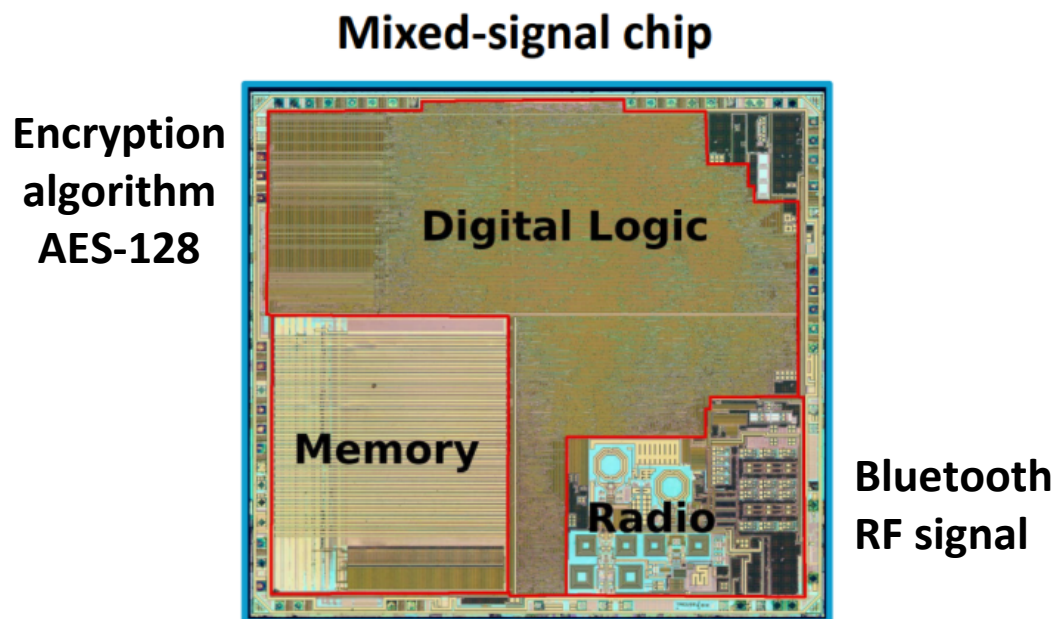 Mixed-signal chip
Encryption
algorithm
AES-128
Digital Logic
Memory
Radio
Bluetooth
RF signal